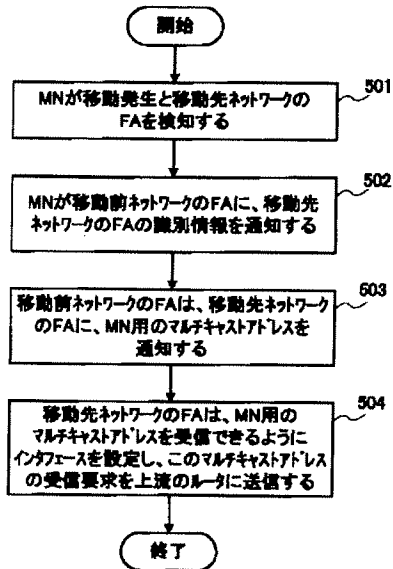 開始
MNが移動発生と移動先ネットワークの
FAを検知する
501
MNが移動前ネットワークのFAに、移動先
ネットワークのFAの識別情報を通知する
502
移動前ネットワークのFAは、移動先ネットワーク
のFAに、MN用のマルチキャストアドレスを
通知する
503
移動先ネットワークのFAは、MN用の
マルチキャストアドレスを受信できるように
インタフェースを設定し、このマルチキャストアドレス
の受信要求を上流のルータに送信する
504
終了